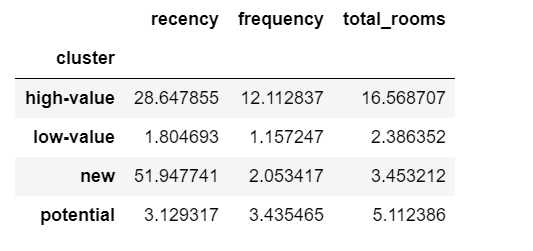 recency frequency total_rooms
cluster
high-value 28.647855 12.112837 16.568707
low-value 1.804693 1.157247 2.386352
new 51.947741 2.053417 3.453212
potential 3.129317 3.435465 5.112386